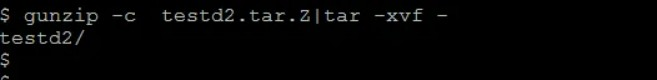 $ gunzip -c  testd2.tar.Z|tar -xvf -
testd2/
$
$